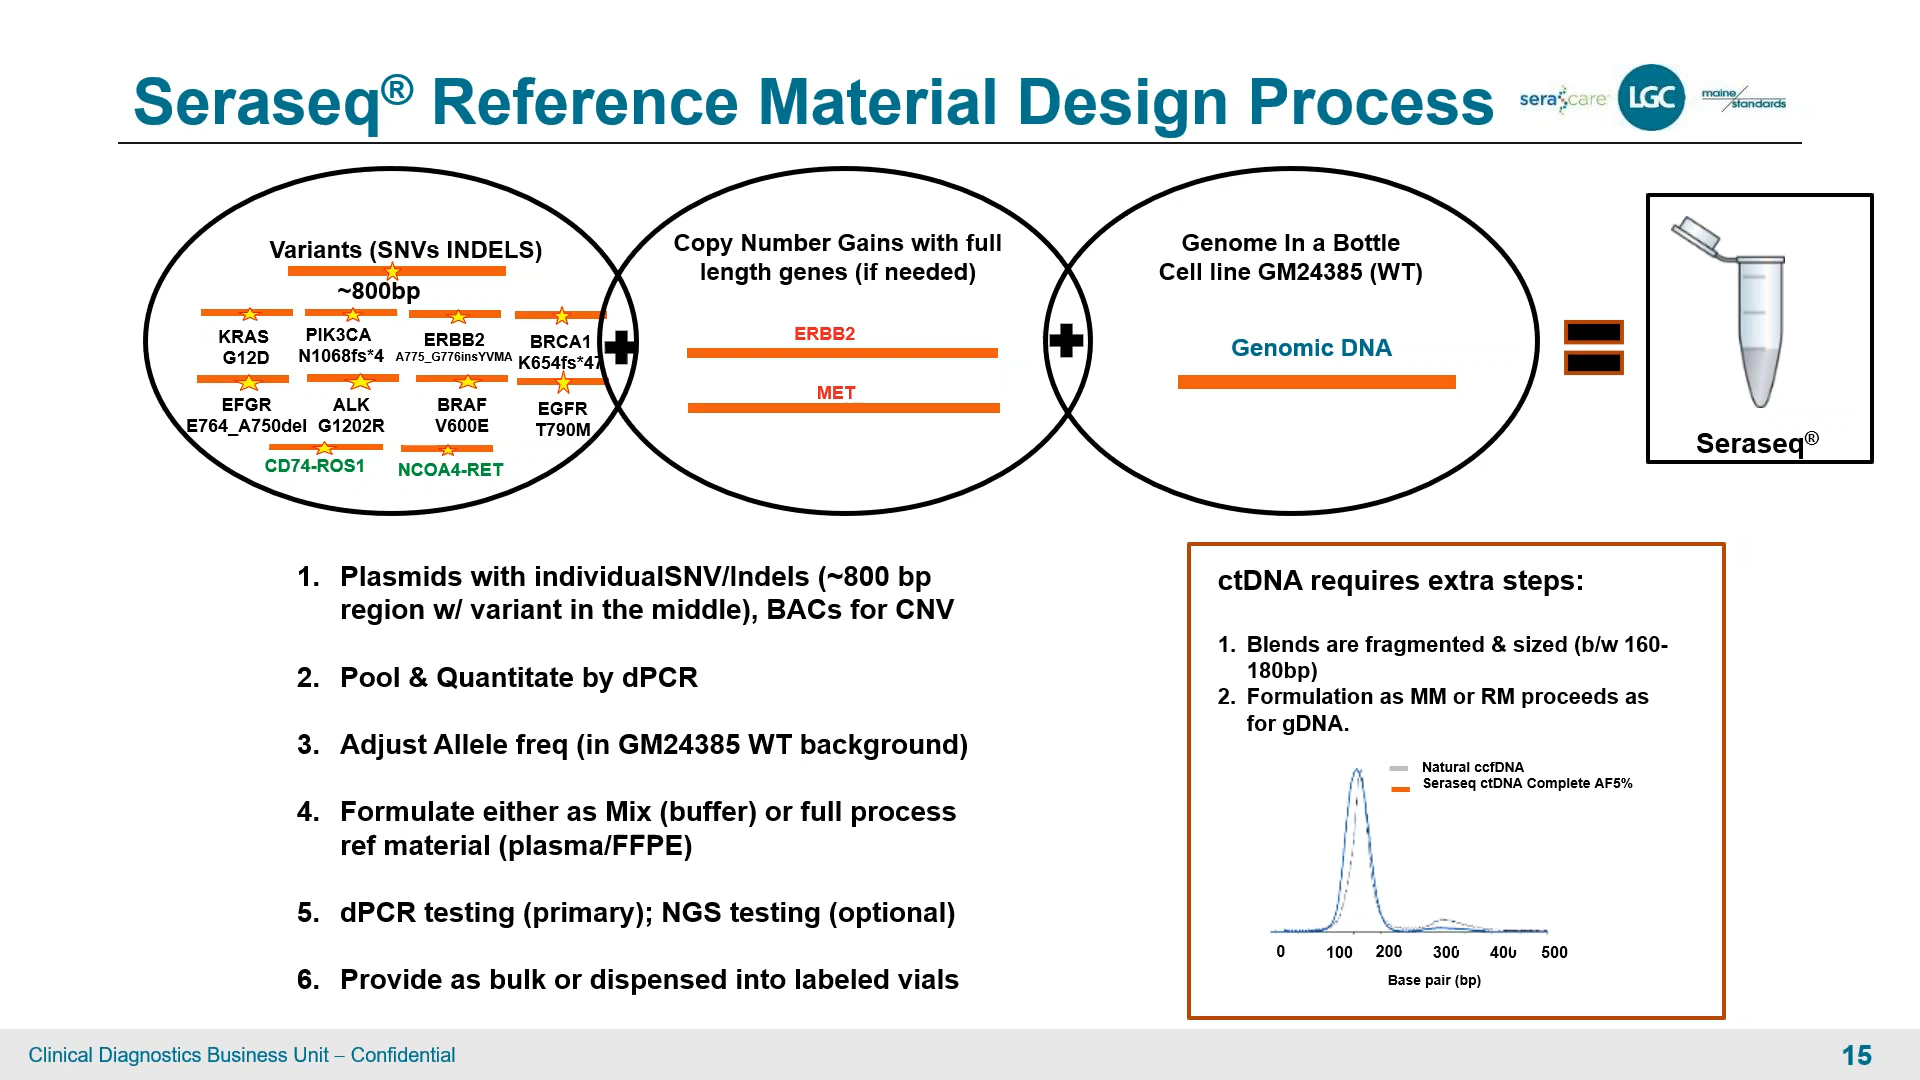 Seraseq® Reference Material Design Process
seracare
LGC
maine standards
Variants (SNVs INDELS)
~800bp
KRAS
G12D
PIK3CA
N1068fs*4
ERBB2
A775_G776insYVMA
BRCA1
K654fs*47
EFGR
E764_A750del
ALK
G1202R
BRAF
V600E
EGFR
T790M
CD74-ROS1
NCOA4-RET
Copy Number Gains with full
length genes (if needed)
ERBB2
MET
Genome In a Bottle
Cell line GM24385 (WT)
Genomic DNA
Seraseq®
1. Plasmids with individualSNV/Indels (~800 bp
region w/ variant in the middle), BACs for CNV
2. Pool & Quantitate by dPCR
3. Adjust Allele freq (in GM24385 WT background)
4. Formulate either as Mix (buffer) or full process
ref material (plasma/FFPE)
5. dPCR testing (primary); NGS testing (optional)
6. Provide as bulk or dispensed into labeled vials
ctDNA requires extra steps:
1. Blends are fragmented & sized (b/w 160-
180bp)
2. Formulation as MM or RM proceeds as
for gDNA.
Natural ccfDNA
Seraseq ctDNA Complete AF5%
0 100 200 300 400 500
Base pair (bp)
Clinical Diagnostics Business Unit – Confidential
15